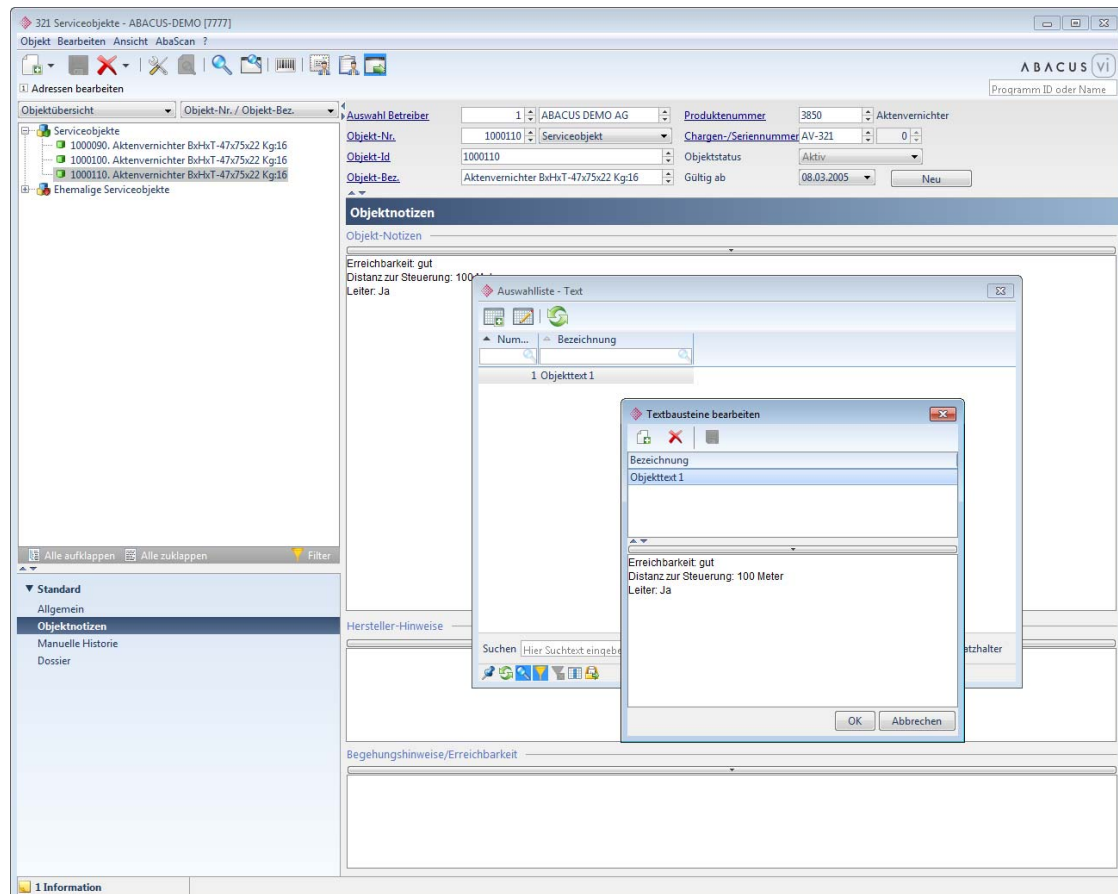 321 Serviceobjekte - ABACUS-DEMO [7777]
Objekt Bearbeiten Ansicht AbaScan ?
ABACUS vi
1 Adressen bearbeiten
Programm ID oder Name
Objektübersicht
Objekt-Nr. / Objekt-Bez.
Serviceobjekte
1000090. Aktenvernichter BxHxT-47x75x22 Kg:16
1000100. Aktenvernichter BxHxT-47x75x22 Kg:16
1000110. Aktenvernichter BxHxT-47x75x22 Kg:16
Ehemalige Serviceobjekte
Alle aufklappen Alle zuklappen Filter
Standard
Allgemein
Objektnotizen
Manuelle Historie
Dossier
1 Information
Auswahl Betreiber 1 ABACUS DEMO AG Produktenummer 3850 Aktenvernichter
Objekt-Nr. 1000110 Serviceobjekt Chargen-/Seriennummer AV-321 0
Objekt-Id 1000110 Objektstatus Aktiv
Objekt-Bez. Aktenvernichter BxHxT-47x75x22 Kg:16 Gültig ab 08.03.2005 Neu
Objektnotizen
Objekt-Notizen
Erreichbarkeit: gut
Distanz zur Steuerung: 100
Leiter: Ja
Hersteller-Hinweise
Begehungshinweise/Erreichbarkeit
Auswahlliste - Text
Num... Bezeichnung
1 Objekttext 1
Suchen Hier Suchtext eingebe
atzhalter
Textbausteine bearbeiten
Bezeichnung
Objekttext 1
Erreichbarkeit: gut
Distanz zur Steuerung: 100 Meter
Leiter: Ja
OK Abbrechen